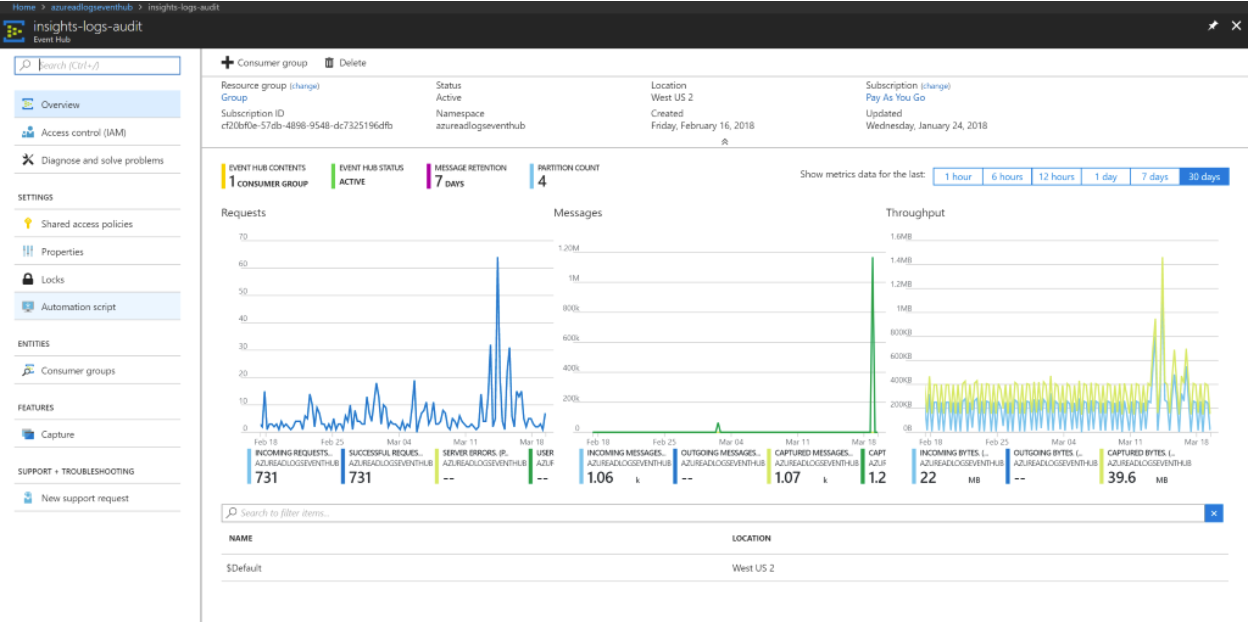 Home > azureadlogseventhub > insights-logs-audit
insights-logs-audit
Event Hub
Search (Ctrl+/)
Overview
Access control (IAM)
Diagnose and solve problems
SETTINGS
Shared access policies
Properties
Locks
Automation script
ENTITIES
Consumer groups
FEATURES
Capture
SUPPORT + TROUBLESHOOTING
New support request
Consumer group Delete
Resource group (change) Status Location Subscription (change)
Group Active West US 2 Pay As You Go
Subscription ID Namespace Created Updated
cf20bf0e-57db-4898-9548-dc7325196dfb azureadlogseventhub Friday, February 16, 2018 Wednesday, January 24, 2018
EVENT HUB CONTENTS EVENT HUB STATUS MESSAGE RETENTION PARTITION COUNT
1 CONSUMER GROUP ACTIVE 7 DAYS 4
Show metrics data for the last: 1 hour 6 hours 12 hours 1 day 7 days 30 days
Requests
70
60
50
40
30
20
10
0
Feb 18 Feb 25 Mar 04 Mar 11 Mar 18
INCOMING REQUESTS... SUCCESSFUL REQUES... SERVER ERRORS. (P... USER
AZUREADLOGSEVENTHUB AZUREADLOGSEVENTHUB AZUREADLOGSEVENTHUB AZUR
731 731 -- --
Messages
1.20M
1M
800k
600k
400k
200k
0
Feb 18 Feb 25 Mar 04 Mar 11 Mar 18
INCOMING MESSAGES... OUTGOING MESSAGES... CAPTURED MESSAGES... CAPT
AZUREADLOGSEVENTHUB AZUREADLOGSEVENTHUB AZUREADLOGSEVENTHUB AZUR
1.06 k -- 1.07 k 1.2
Throughput
1.6MB
1.4MB
1.2MB
1MB
800KB
600KB
400KB
200KB
0B
Feb 18 Feb 25 Mar 04 Mar 11 Mar 18
INCOMING BYTES. (... OUTGOING BYTES. (... CAPTURED BYTES. (...
AZUREADLOGSEVENTHUB AZUREADLOGSEVENTHUB AZUREADLOGSEVENTHUB
22 MB -- 39.6 MB
Search to filter items...
NAME LOCATION
$Default West US 2